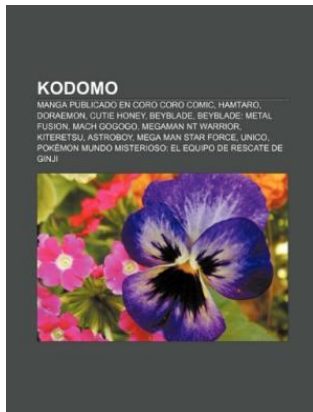 KODOMO
MANGA PUBLICADO EN CORO CORO COMIC, HAMTARO,
DORAEMON, CUTIE HONEY, BEYBLADE, BEYBLADE: METAL
FUSION, MACH GOGOGO, MEGAMAN NT WARRIOR,
KITERETSU, ASTROBOY, MEGA MAN STAR FORCE, UNICO,
POKÉMON MUNDO MISTERIOSO: EL EQUIPO DE RESCATE DE
GINJI